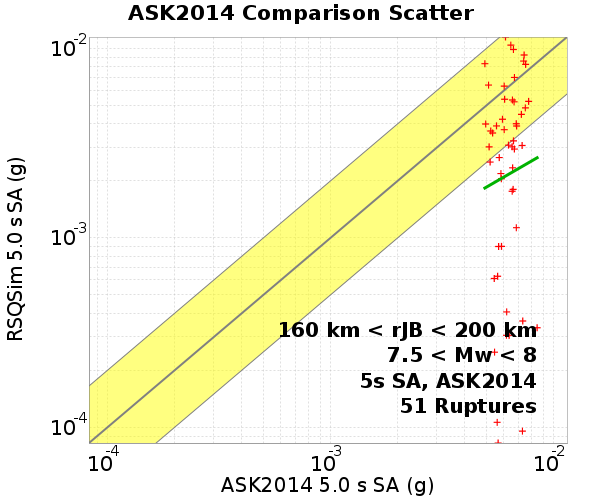 ASK2014 Comparison Scatter
10-2
10-3
10-4
RSQSim 5.0 s SA (g)
160 km < rJB < 200 km
7.5 < Mw < 8
5s SA, ASK2014
51 Ruptures
10-4
10-3
10-2
ASK2014 5.0 s SA (g)